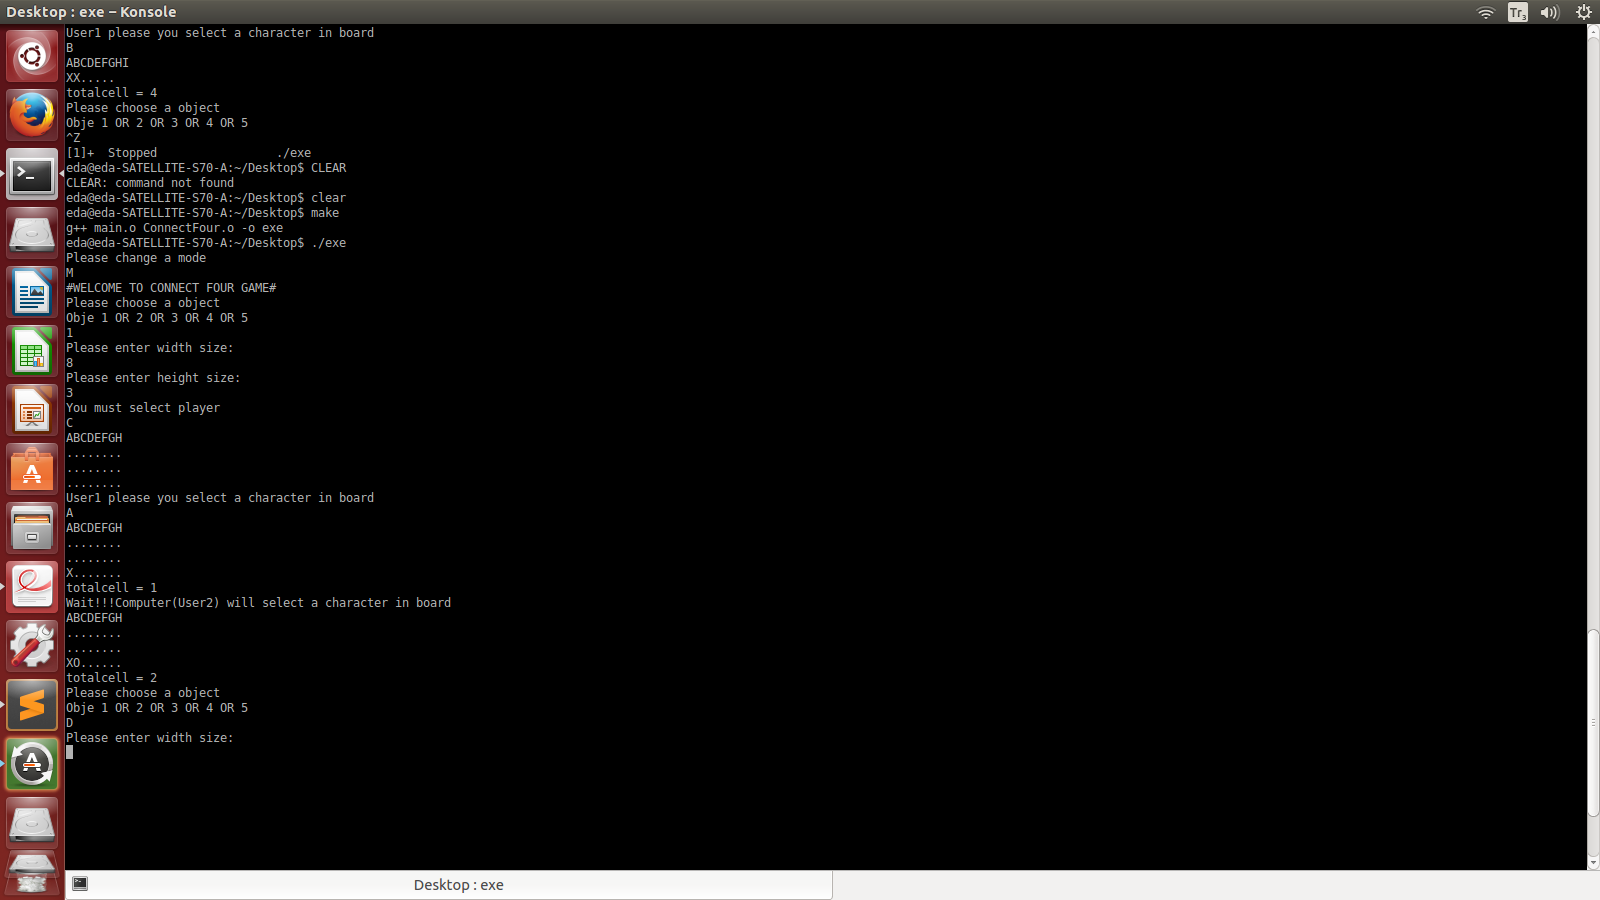 Desktop : exe – Konsole
Tr3
User1 please you select a character in board
B
ABCDEFGHI
XX.....
totalcell = 4
Please choose a object
Obje 1 OR 2 OR 3 OR 4 OR 5
^Z
[1]+  Stopped                 ./exe
eda@eda-SATELLITE-S70-A:~/Desktop$ CLEAR
CLEAR: command not found
eda@eda-SATELLITE-S70-A:~/Desktop$ clear
eda@eda-SATELLITE-S70-A:~/Desktop$ make
g++ main.o ConnectFour.o -o exe
eda@eda-SATELLITE-S70-A:~/Desktop$ ./exe
Please change a mode
M
#WELCOME TO CONNECT FOUR GAME#
Please choose a object
Obje 1 OR 2 OR 3 OR 4 OR 5
1
Please enter width size:
8
Please enter height size:
3
You must select player
C
ABCDEFGH
........
........
........
User1 please you select a character in board
A
ABCDEFGH
........
........
X.......
totalcell = 1
Wait!!!Computer(User2) will select a character in board
ABCDEFGH
........
........
XO......
totalcell = 2
Please choose a object
Obje 1 OR 2 OR 3 OR 4 OR 5
D
Please enter width size:
Desktop : exe